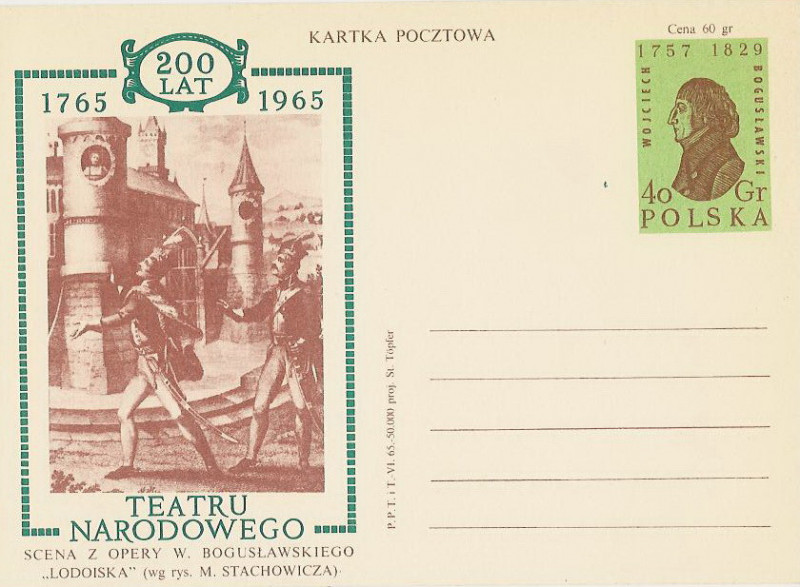 KARTKA POCZTOWA
Cena 60 gr
1757 1829
WOJCIECH
BOGUSŁAWSKI
40 Gr
POLSKA
200
LAT
1765 1965
TEATRU
NARODOWEGO
SCENA Z OPERY W. BOGUSŁAWSKIEGO
„LODOISKA” (wg rys. M. STACHOWICZA)
P.P.T. i T.-VI. 65.-50.000 proj. St. Töpfer